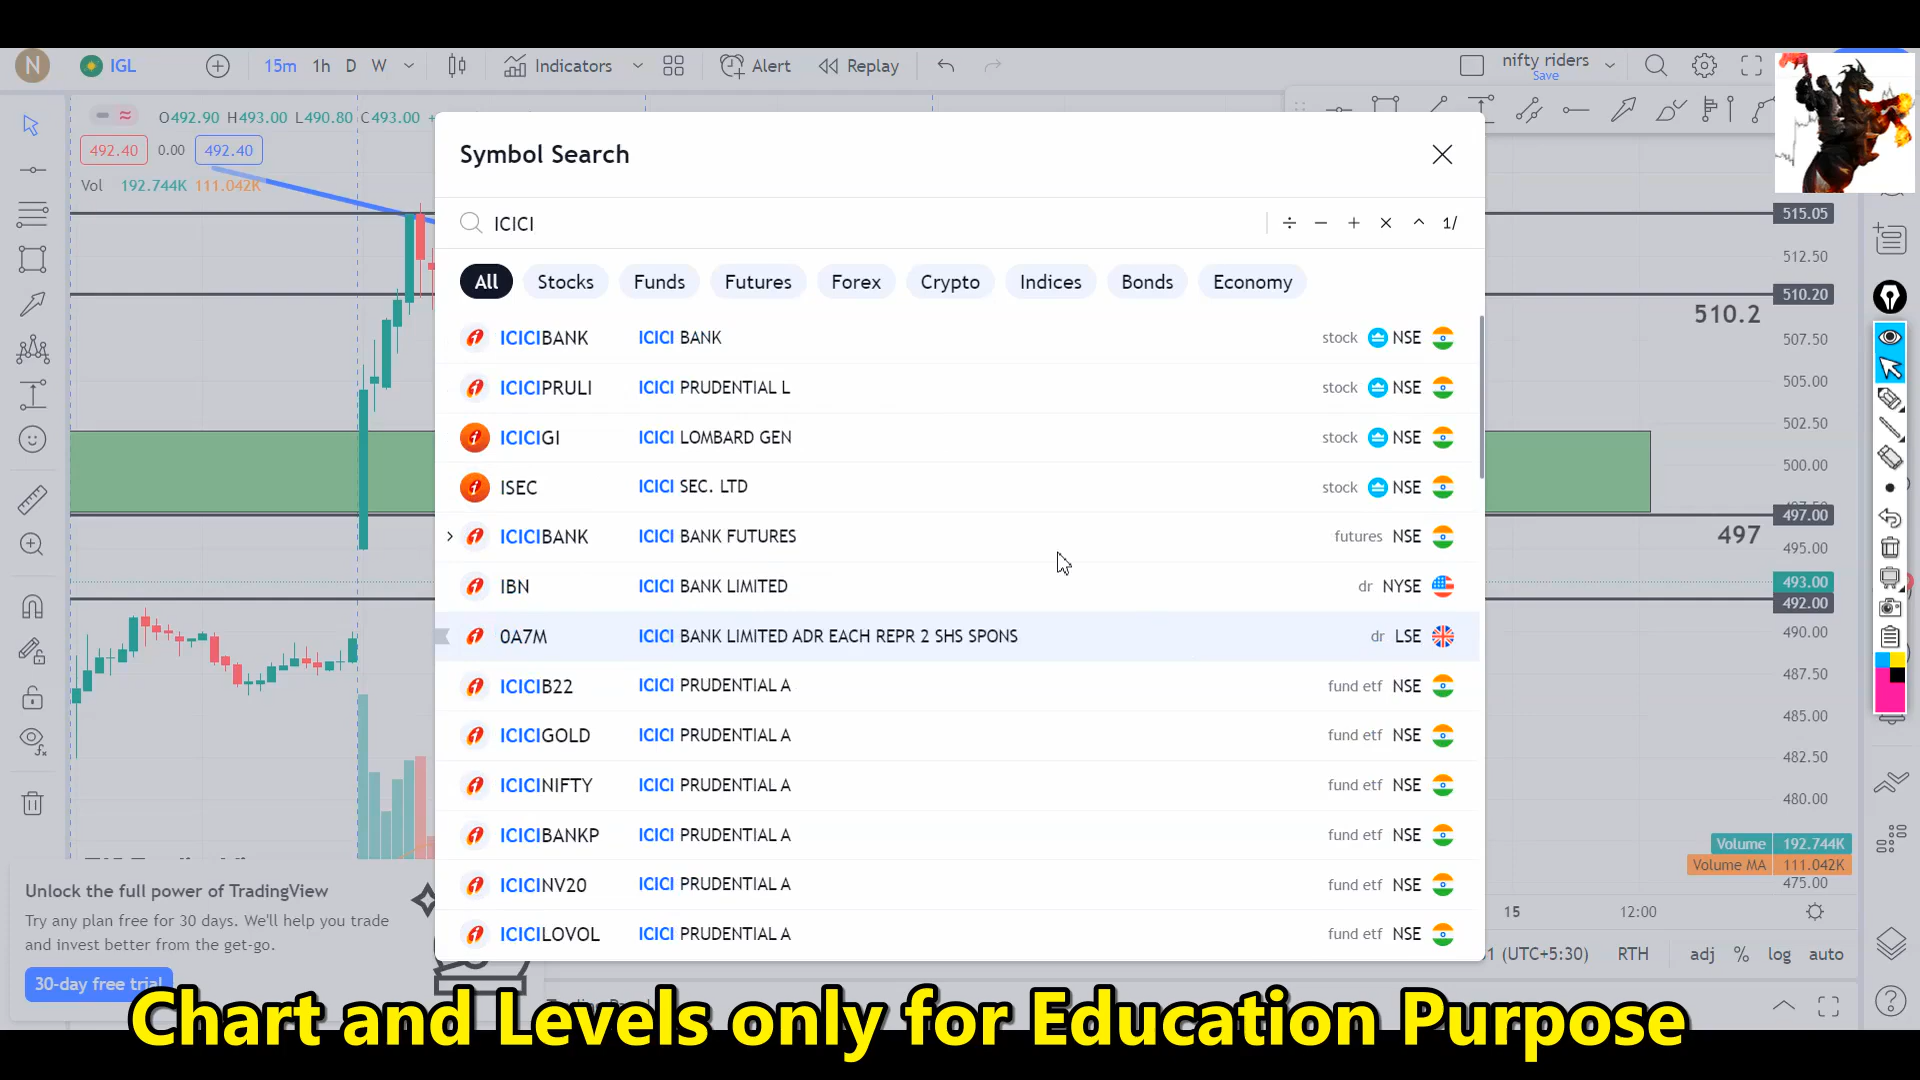 N IGL 15m 1h D W Indicators Alert Replay nifty riders
Save
O492.90 H493.00 L490.80 C493.00
492.40 0.00 492.40
Vol 192.744K 111.042K
Symbol Search
ICICI
1/
All Stocks Funds Futures Forex Crypto Indices Bonds Economy
ICICIBANK ICICI BANK stock NSE
ICICIPRULI ICICI PRUDENTIAL L stock NSE
ICICIGI ICICI LOMBARD GEN stock NSE
ISEC ICICI SEC. LTD stock NSE
ICICIBANK ICICI BANK FUTURES futures NSE
IBN ICICI BANK LIMITED dr NYSE
0A7M ICICI BANK LIMITED ADR EACH REPR 2 SHS SPONS dr LSE
ICICIB22 ICICI PRUDENTIAL A fund etf NSE
ICICIGOLD ICICI PRUDENTIAL A fund etf NSE
ICICINIFTY ICICI PRUDENTIAL A fund etf NSE
ICICIBANKP ICICI PRUDENTIAL A fund etf NSE
ICICINV20 ICICI PRUDENTIAL A fund etf NSE
ICICILOVOL ICICI PRUDENTIAL A fund etf NSE
515.05
512.50
510.20
510.2
507.50
505.00
502.50
500.00
497.00
497
495.00
493.00
492.00
490.00
487.50
485.00
482.50
480.00
Volume 192.744K
Volume MA 111.042K
475.00
15 12:00
(UTC+5:30) RTH adj % log auto
Unlock the full power of TradingView
Try any plan free for 30 days. We'll help you trade
and invest better from the get-go.
30-day free trial
Chart and Levels only for Education Purpose